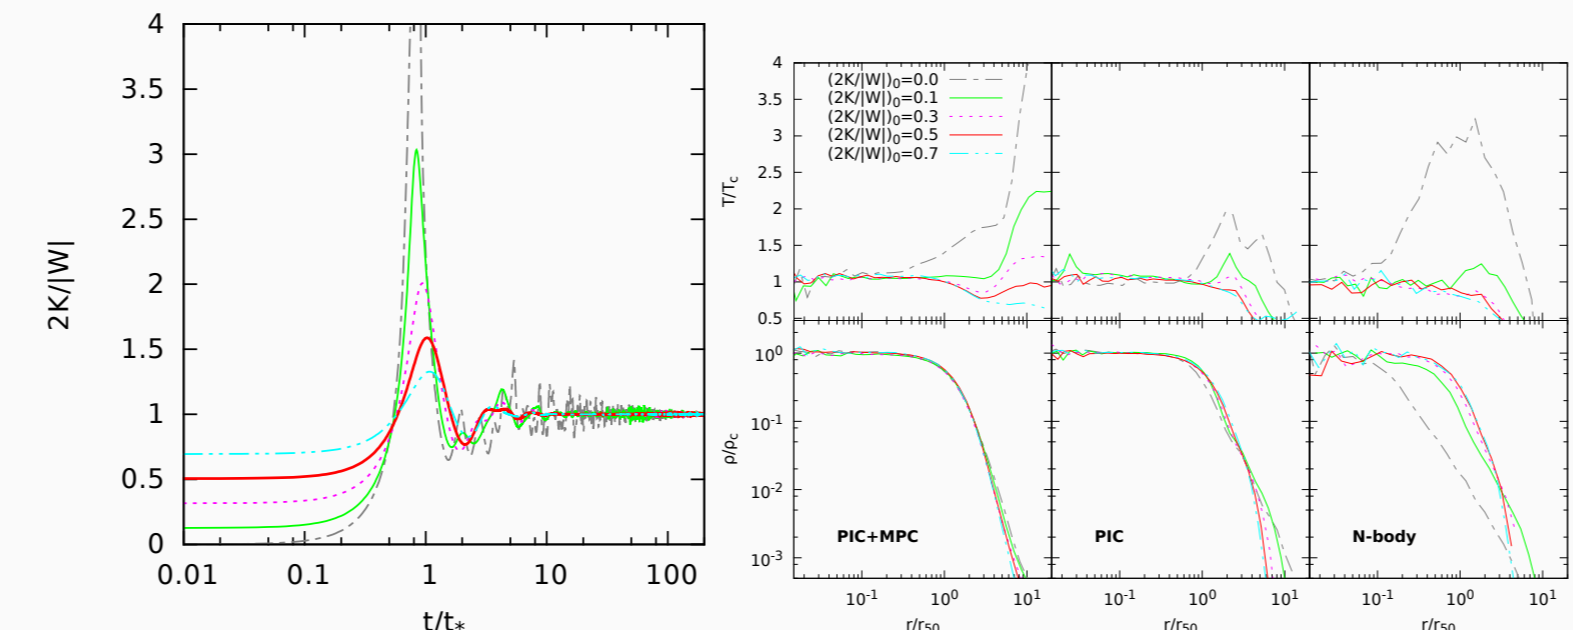 4
3.5
3
2.5
2
1.5
1
0.5
0
2K/|W|
0.01
0.1
1
10
100
t/t*
4
3.5
3
2.5
2
1.5
1
0.5
T/Tc
(2K/|W|)0=0.0
(2K/|W|)0=0.1
(2K/|W|)0=0.3
(2K/|W|)0=0.5
(2K/|W|)0=0.7
10^0
10^-1
10^-2
10^-3
ρ/ρc
PIC+MPC
PIC
N-body
10^-1 10^0 10^1
10^-1 10^0 10^1
10^-1 10^0 10^1
r/r50
r/r50
r/r50